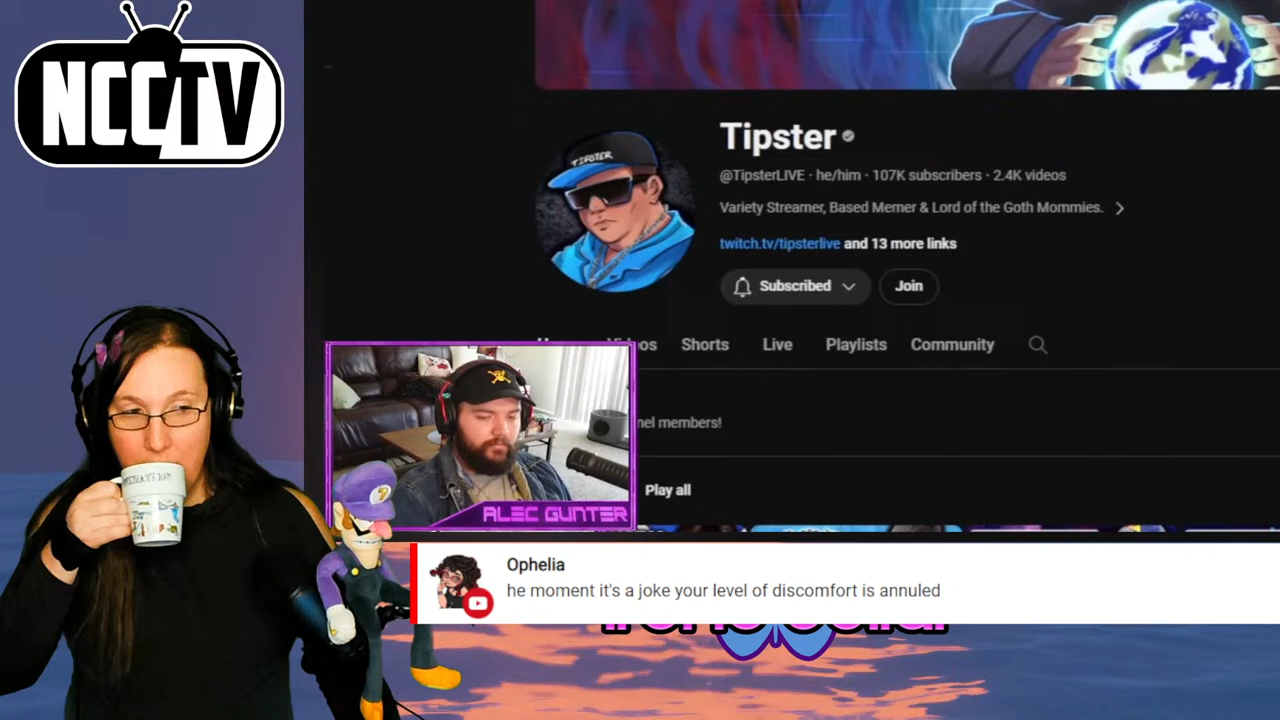 NCCTV
TIPSTER
Tipster
@TipsterLIVE · he/him · 107K subscribers · 2.4K videos
Variety Streamer, Based Memer & Lord of the Goth Mommies.
twitch.tv/tipsterlive and 13 more links
Subscribed
Join
Shorts
Live
Playlists
Community
members!
Play all
ALEC GUNTER
Ophelia
he moment it's a joke your level of discomfort is annuled